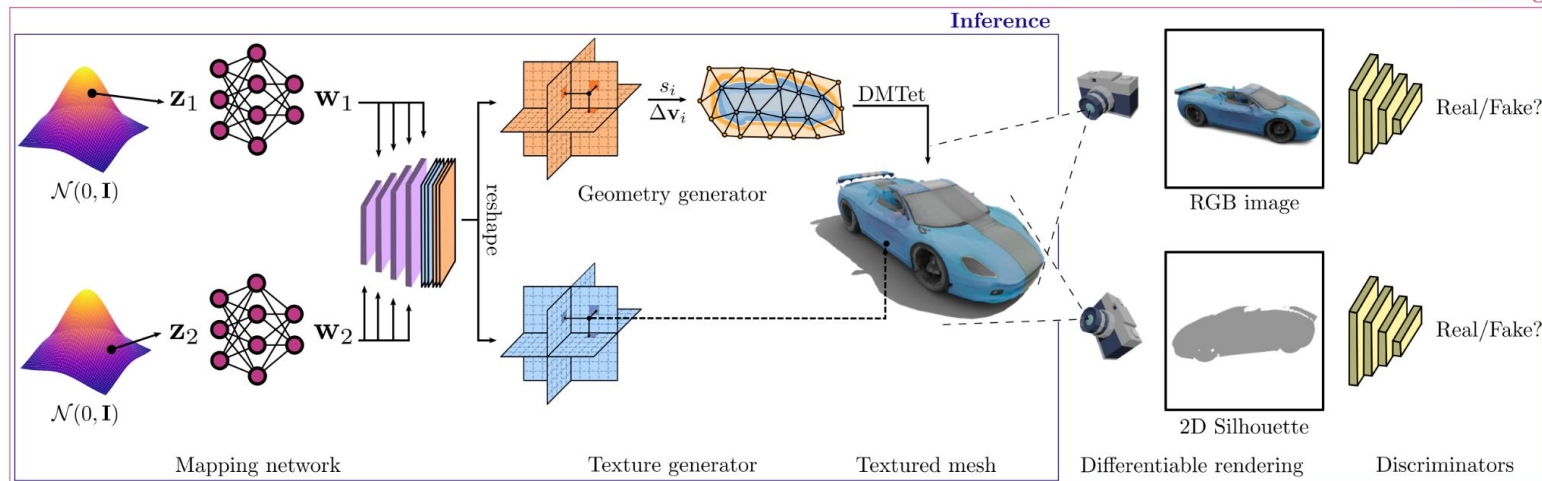 Inference
z1
w1
N(0, I)
reshape
s_i
Δv_i
DMTet
Geometry generator
RGB image
Real/Fake?
z2
w2
N(0, I)
2D Silhouette
Real/Fake?
Mapping network
Texture generator
Textured mesh
Differentiable rendering
Discriminators